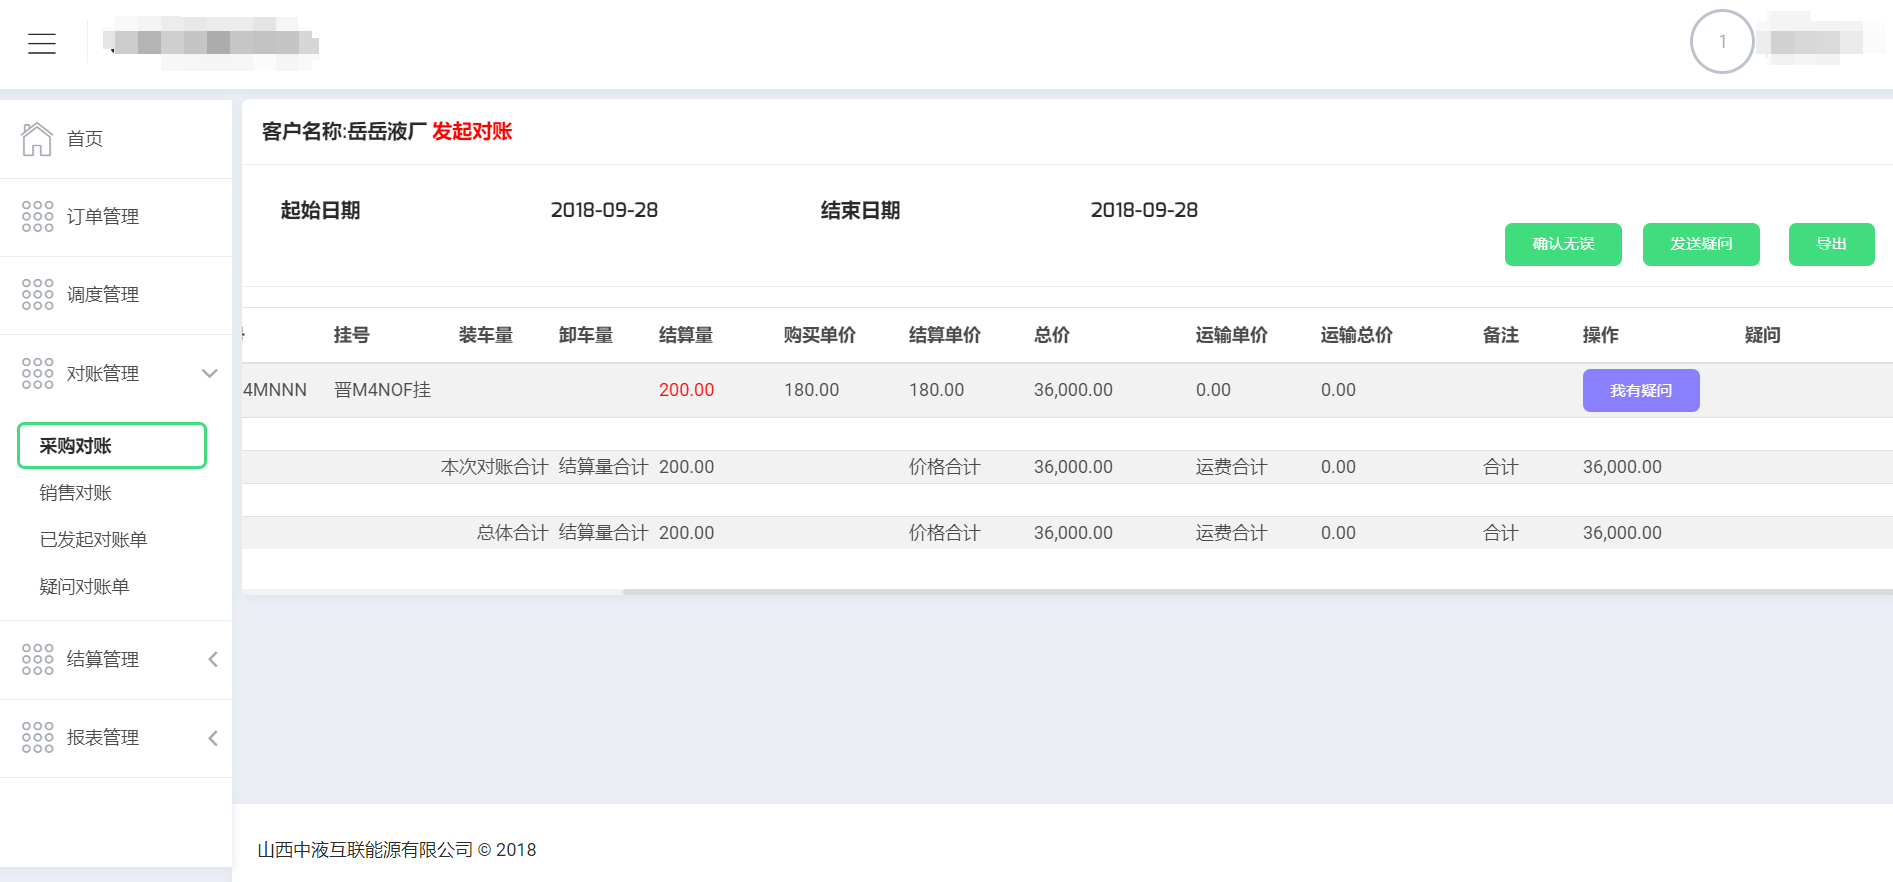 1
首页
订单管理
调度管理
对账管理
采购对账
销售对账
已发起对账单
疑问对账单
结算管理
报表管理
客户名称:岳岳液厂 发起对账
起始日期 2018-09-28 结束日期 2018-09-28
确认无误 发送疑问 导出
挂号 装车量 卸车量 结算量 购买单价 结算单价 总价 运输单价 运输总价 备注 操作 疑问
4MNNN 晋M4NOF挂 200.00 180.00 180.00 36,000.00 0.00 0.00 我有疑问
本次对账合计 结算量合计 200.00 价格合计 36,000.00 运费合计 0.00 合计 36,000.00
总体合计 结算量合计 200.00 价格合计 36,000.00 运费合计 0.00 合计 36,000.00
山西中液互联能源有限公司 © 2018